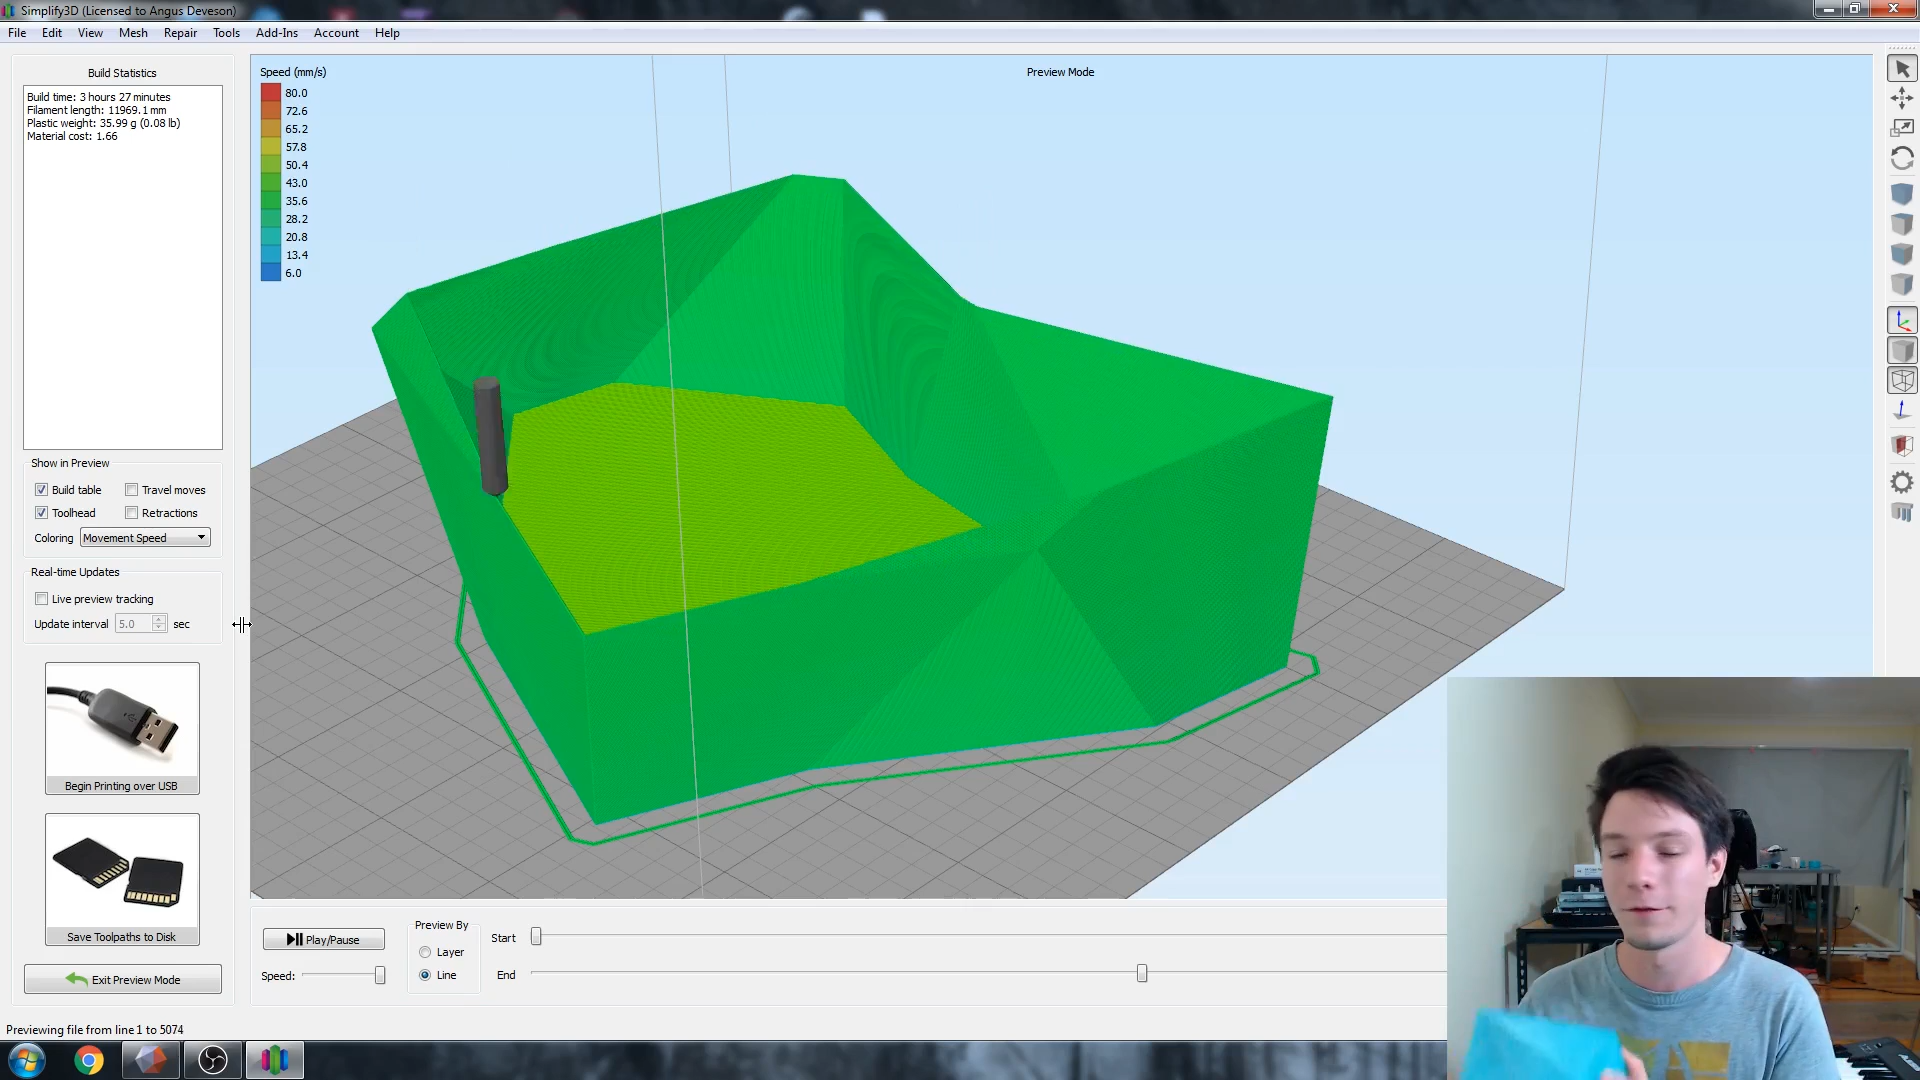 Simplify3D (Licensed to Angus Deveson)
File Edit View Mesh Repair Tools Add-Ins Account Help
Build Statistics
Build time: 3 hours 27 minutes
Filament length: 11969.1 mm
Plastic weight: 35.99 g (0.08 lb)
Material cost: 1.66
Speed (mm/s)
80.0
72.6
65.2
57.8
50.4
43.0
35.6
28.2
20.8
13.4
6.0
Preview Mode
Show in Preview
Build table Travel moves
Toolhead Retractions
Coloring Movement Speed
Real-time Updates
Live preview tracking
Update interval 5.0 sec
Begin Printing over USB
Save Toolpaths to Disk
Exit Preview Mode
Play/Pause
Speed:
Preview By
Layer
Line
Start
End
Previewing file from line 1 to 5074